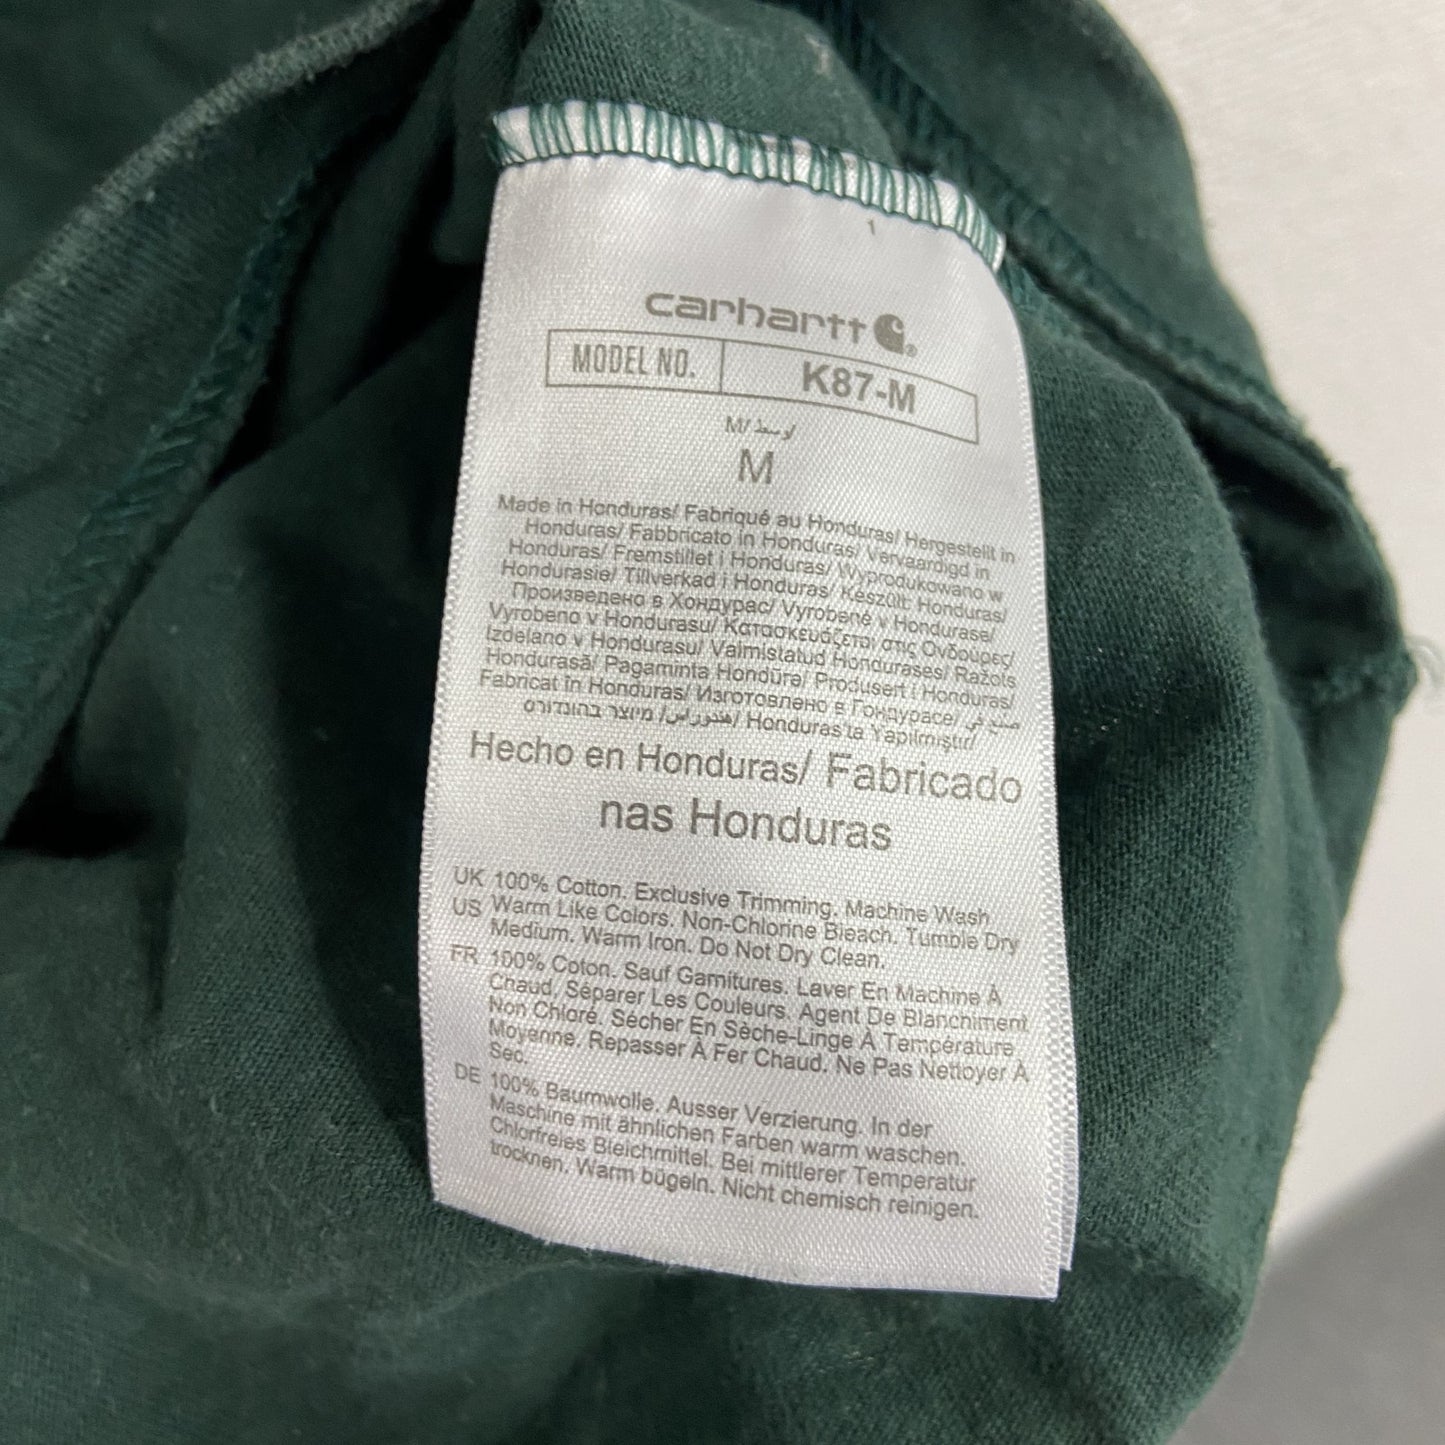 1
carhartt
MODEL NO. K87-M
M/ وسط/
M
Made in Honduras/ Fabriqué au Honduras/ Hergestellt in
Honduras/ Fabbricato in Honduras/ Vervaardigd in
Honduras/ Fremstillet i Honduras/ Wyprodukowano w
Hondurasie/ Tillverkad i Honduras/ Készült: Honduras/
Произведено в Хондурас/ Vyrobené v Hondurase/
Vyrobeno v Hondurasu/ Κατασκευάζεται στις Ονδούρες/
Izdelano v Hondurasu/ Valmistatud Hondurases/ Ražots
Hondurasā/ Pagaminta Hondūre/ Produsert i Honduras/
Fabricat în Honduras/ Изготовлено в Гондурасе/ صنع في
هندوراس/ מיוצר בהונדורס/ Honduras'ta Yapılmıştır/
Hecho en Honduras/ Fabricado
nas Honduras
UK 100% Cotton. Exclusive Trimming. Machine Wash
US Warm Like Colors. Non-Chlorine Bleach. Tumble Dry
Medium. Warm Iron. Do Not Dry Clean.
FR 100% Coton. Sauf Garnitures. Laver En Machine À
Chaud, Séparer Les Couleurs. Agent De Blanchiment
Non Chloré, Sécher En Sèche-Linge À Température
Moyenne. Repasser À Fer Chaud. Ne Pas Nettoyer À
Sec.
DE 100% Baumwolle. Ausser Verzierung. In der
Maschine mit ähnlichen Farben warm waschen.
Chlorfreies Bleichmittel. Bei mittlerer Temperatur
trocknen. Warm bügeln. Nicht chemisch reinigen.